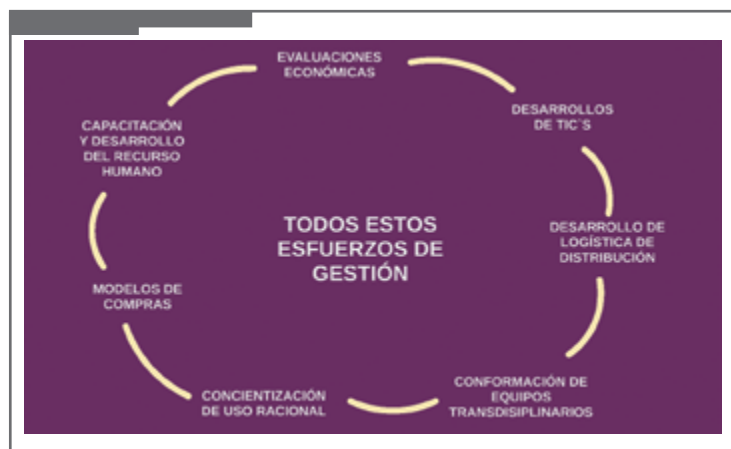 EVALUACIONES
ECONÓMICAS
DESARROLLOS
DE TIC`S
DESARROLLO DE
LOGÍSTICA DE
DISTRIBUCIÓN
CONFORMACIÓN DE
EQUIPOS
TRANSDISIPLINARIOS
CONCIENTIZACIÓN
DE USO RACIONAL
MODELOS DE
COMPRAS
CAPACITACIÓN
Y DESARROLLO
DEL RECURSO
HUMANO
TODOS ESTOS
ESFUERZOS DE
GESTIÓN